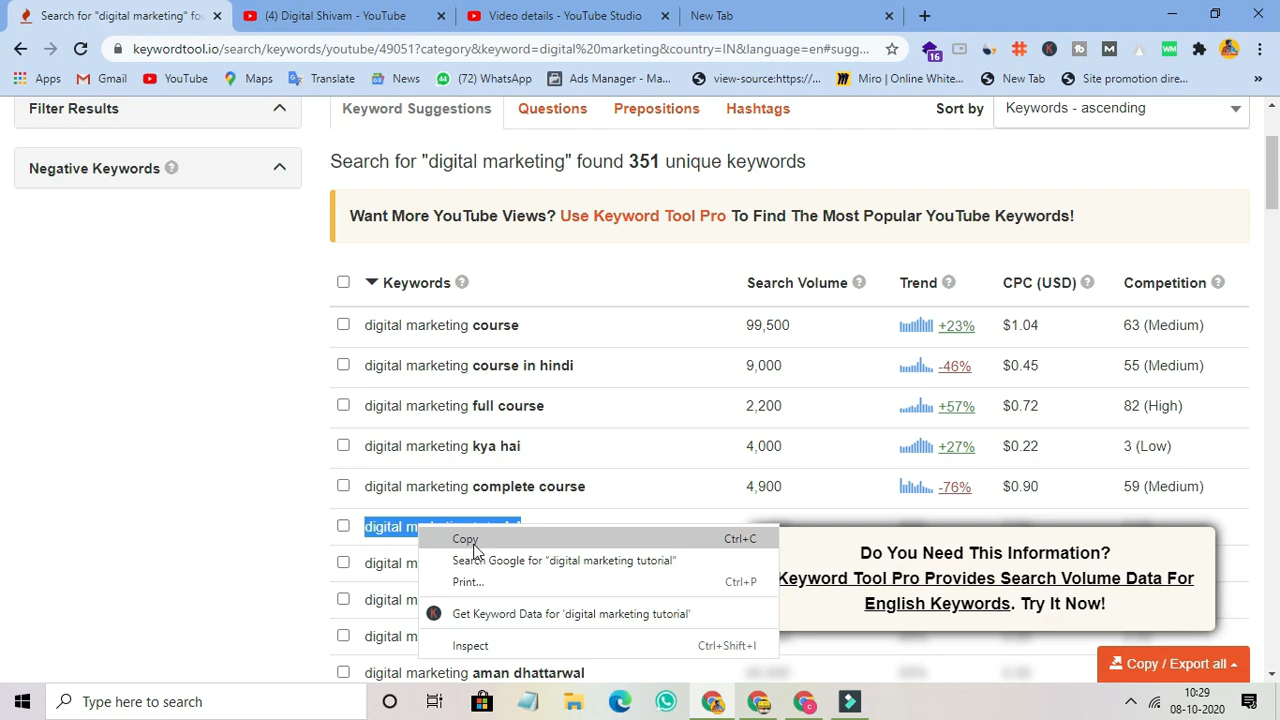 Search for "digital marketing" fo
(4) Digital Shivam - YouTube
Video details - YouTube Studio
New Tab
keywordtool.io/search/keywords/youtube/49051?category&keyword=digital%20marketing&country=IN&language=en#sugg...
16
Apps
Gmail
YouTube
Maps
Translate
News
(72) WhatsApp
Ads Manager - Ma...
view-source:https://...
Miro | Online White...
New Tab
Site promotion dire...
Filter Results
Keyword Suggestions
Questions
Prepositions
Hashtags
Sort by
Keywords - ascending
Negative Keywords
Search for "digital marketing" found 351 unique keywords
Want More YouTube Views? Use Keyword Tool Pro To Find The Most Popular YouTube Keywords!
Keywords Search Volume Trend CPC (USD) Competition
digital marketing course 99,500 +23% $1.04 63 (Medium)
digital marketing course in hindi 9,000 -46% $0.45 55 (Medium)
digital marketing full course 2,200 +57% $0.72 82 (High)
digital marketing kya hai 4,000 +27% $0.22 3 (Low)
digital marketing complete course 4,900 -76% $0.90 59 (Medium)
digital m
Copy Ctrl+C
Search Google for "digital marketing tutorial"
Print... Ctrl+P
Get Keyword Data for 'digital marketing tutorial'
Inspect Ctrl+Shift+I
digital m
digital m
digital m
digital marketing aman dhattarwal
Do You Need This Information?
Keyword Tool Pro Provides Search Volume Data For
English Keywords. Try It Now!
Copy / Export all
Type here to search
10:29
08-10-2020